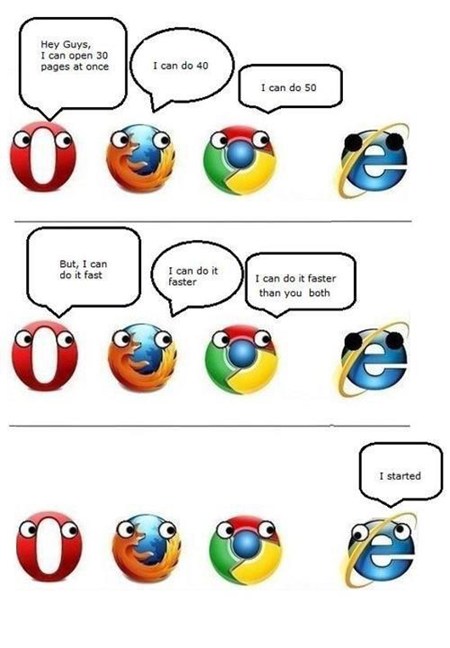 Hey Guys,
I can open 30
pages at once
I can do 40
I can do 50
But, I can
do it fast
I can do it
faster
I can do it faster
than you both
I started